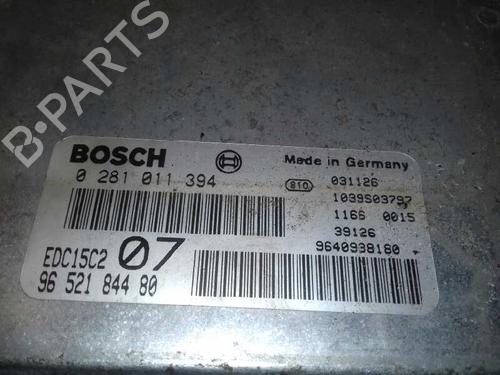 B-PARTS
BOSCH
Made in Germany
0 281 011 394
910
031126
1039S03797
1166 0015
39126
9640938180
EDC15C2
07
96 521 844 80